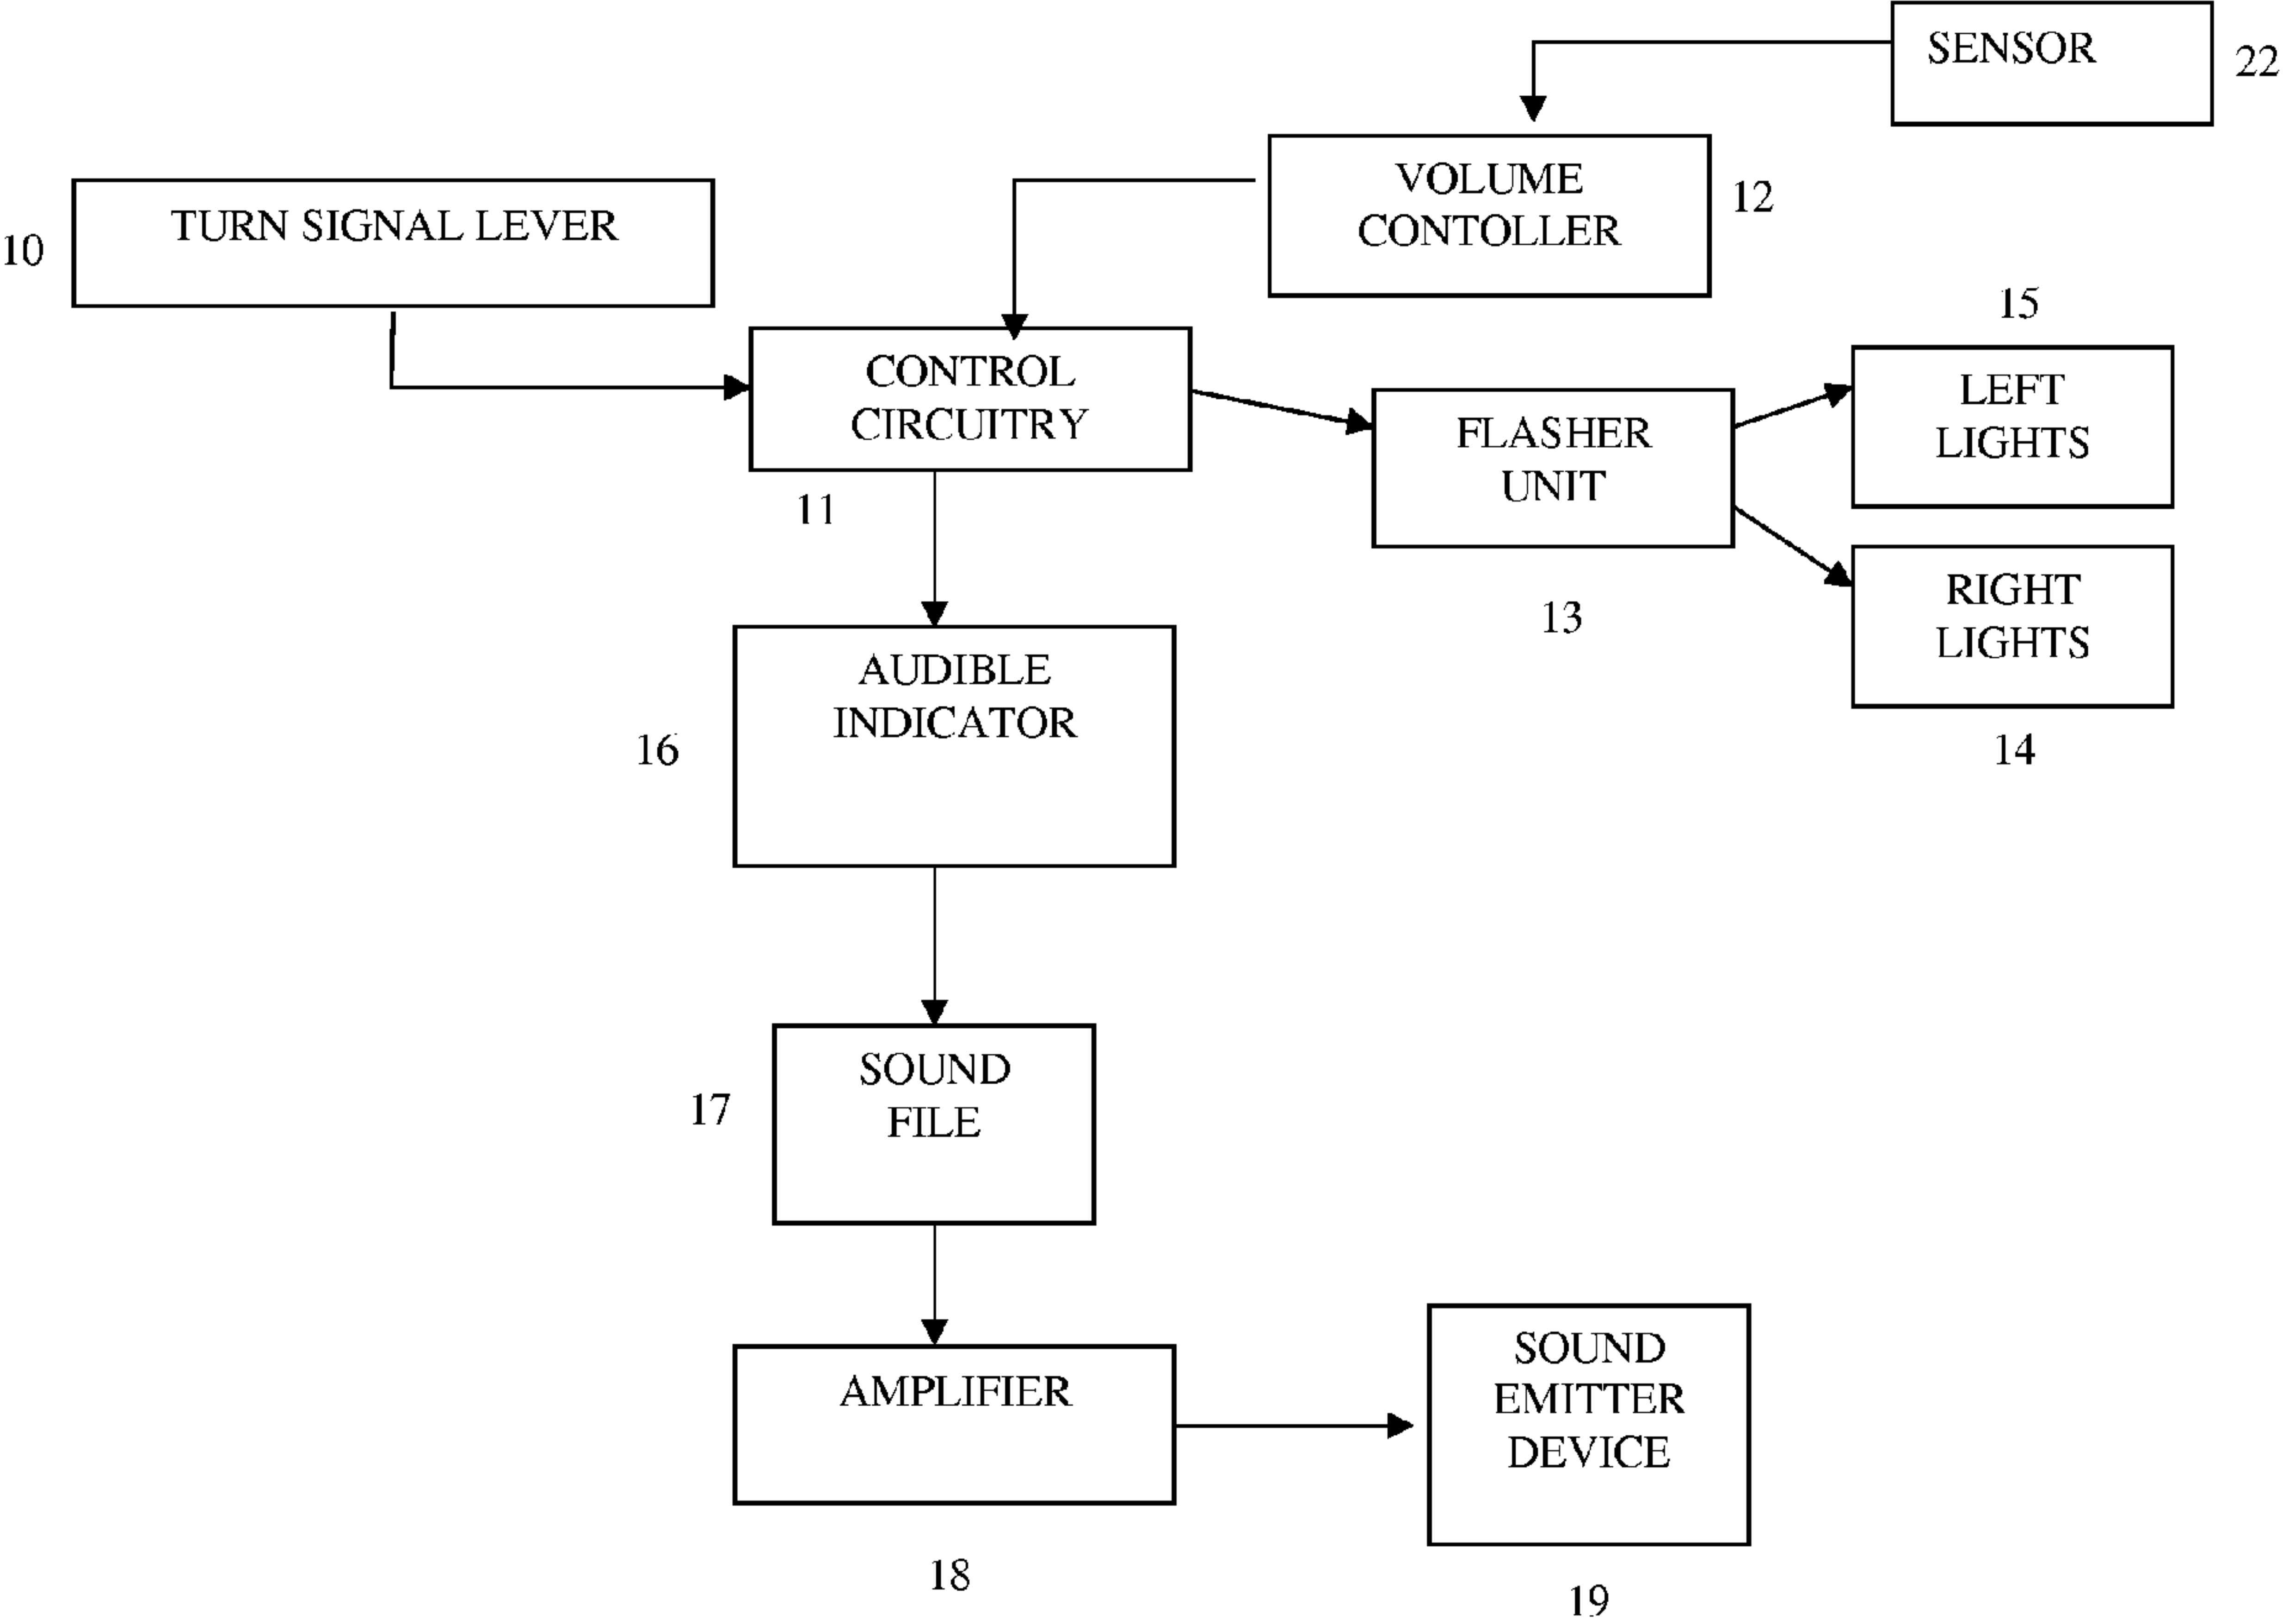 SENSOR
22
VOLUME
CONTOLLER
12
TURN SIGNAL LEVER
10
15
CONTROL
CIRCUITRY
11
FLASHER
UNIT
13
LEFT
LIGHTS
RIGHT
LIGHTS
14
AUDIBLE
INDICATOR
16
SOUND
FILE
17
AMPLIFIER
18
SOUND
EMITTER
DEVICE
19